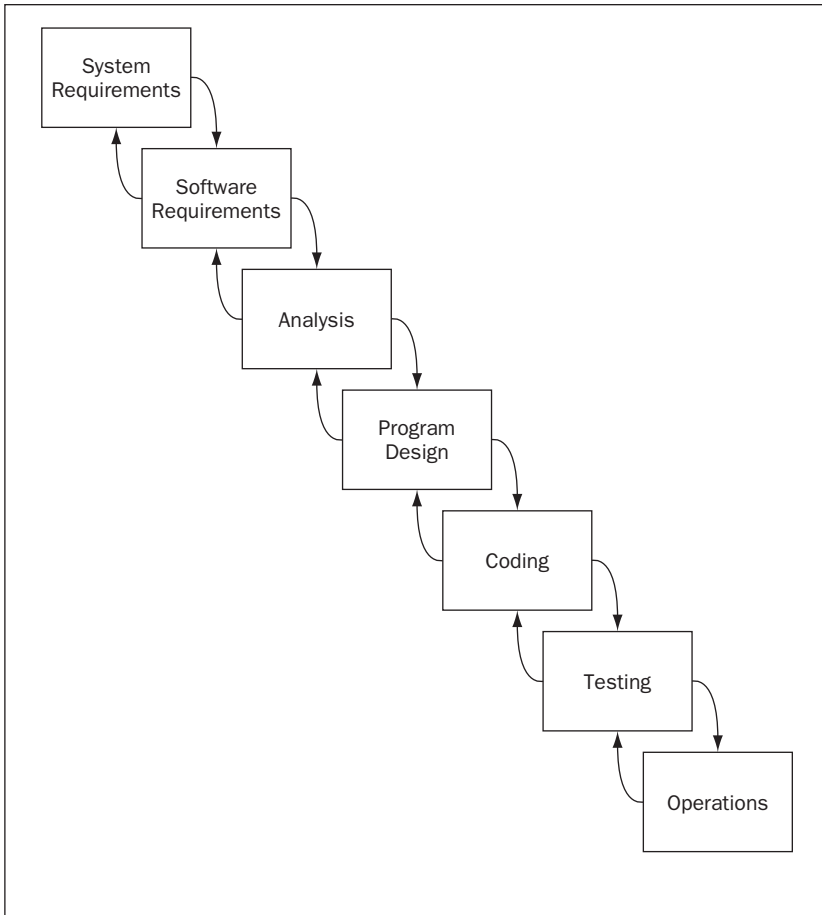 System
Requirements
Software
Requirements
Analysis
Program
Design
Coding
Testing
Operations